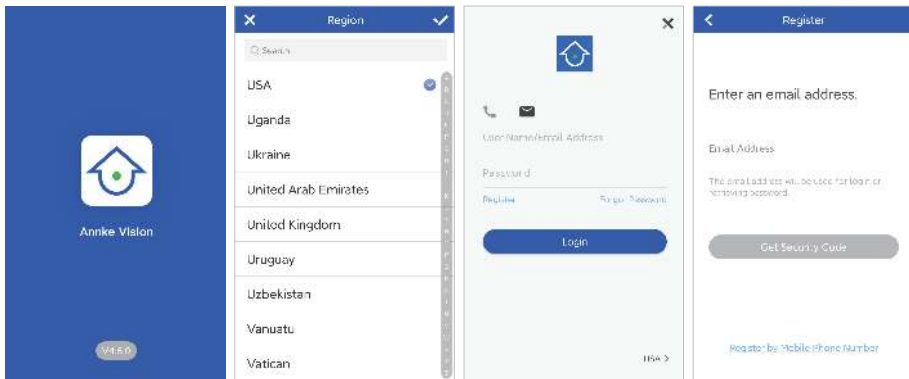 Annke Vision
V4.6.0
Region
Search
USA
Uganda
Ukraine
United Arab Emirates
United Kingdom
Uruguay
Uzbekistan
Vanuatu
Vatican
User Name/Email Address
Password
Register
Forgot Password
Login
USA >
Register
Enter an email address.
Email Address
The email address will be used for login or
retrieving password.
Get Security Code
Register by Mobile Phone Number